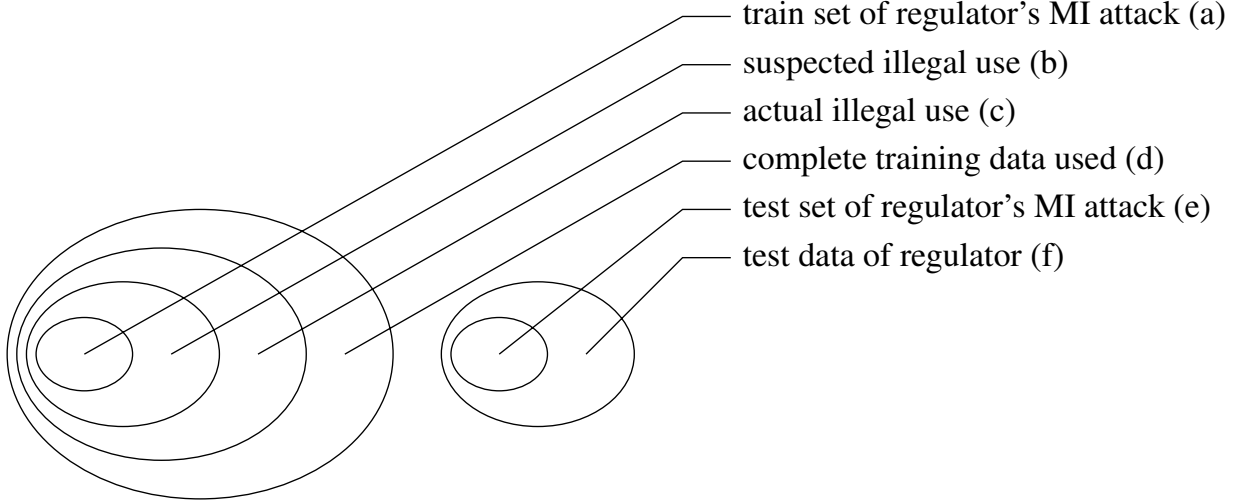 train set of regulator's MI attack (a)
suspected illegal use (b)
actual illegal use (c)
complete training data used (d)
test set of regulator's MI attack (e)
test data of regulator (f)